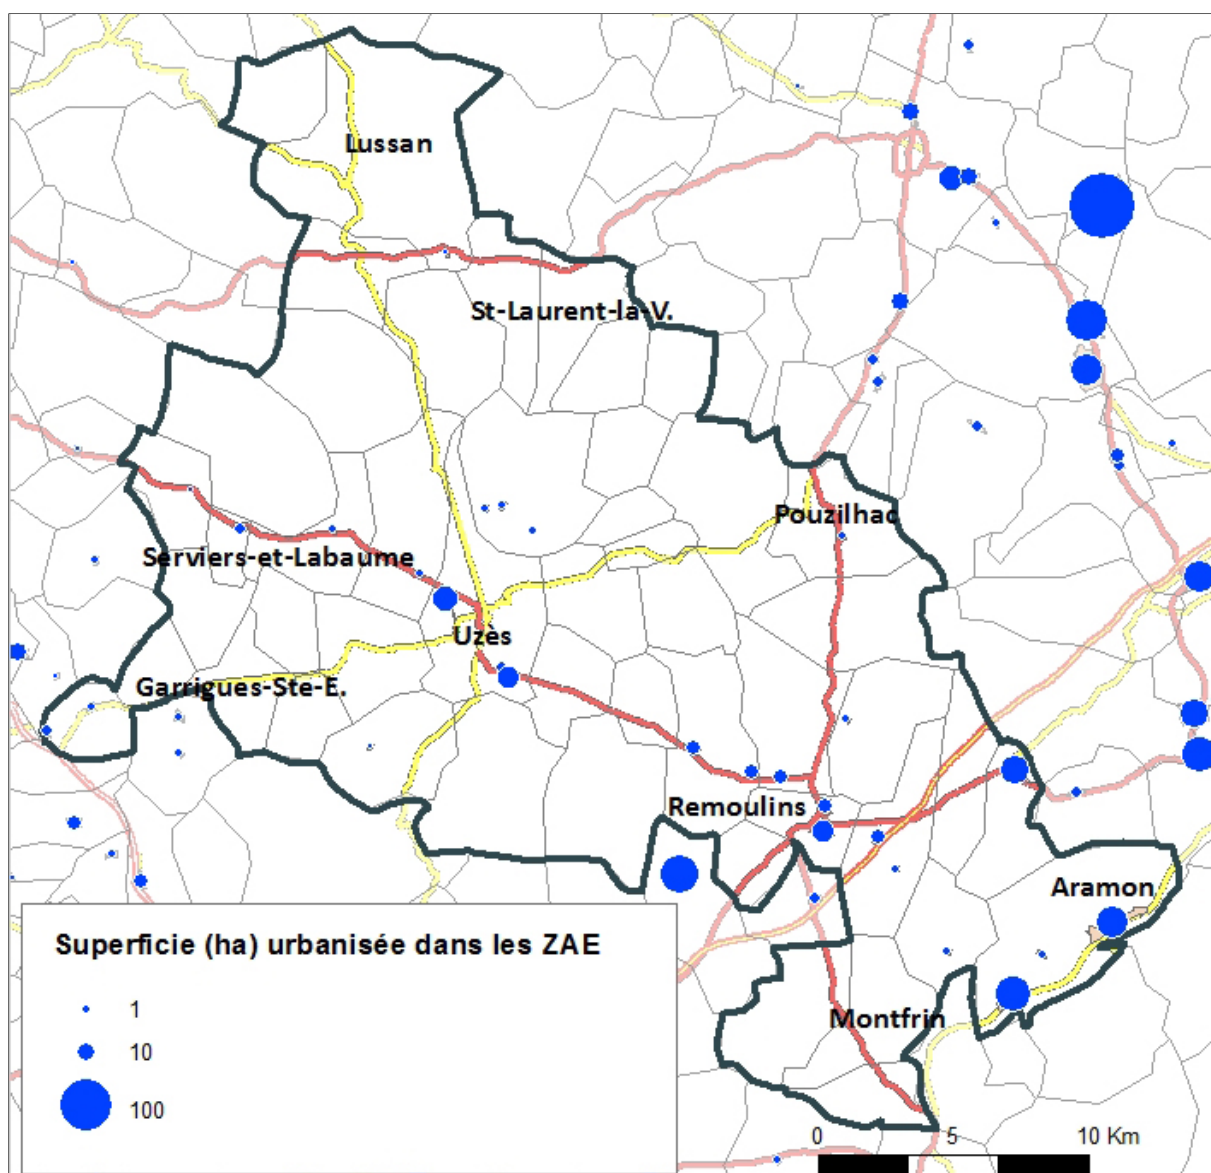 Lussan
St-Laurent-la-V.
Pouzilhac
Serviers-et-Labaume
Uzès
Garrigues-Ste-E.
Remoulins
Aramon
Montfrin
Superficie (ha) urbanisée dans les ZAE
1
10
100
0 5 10 Km